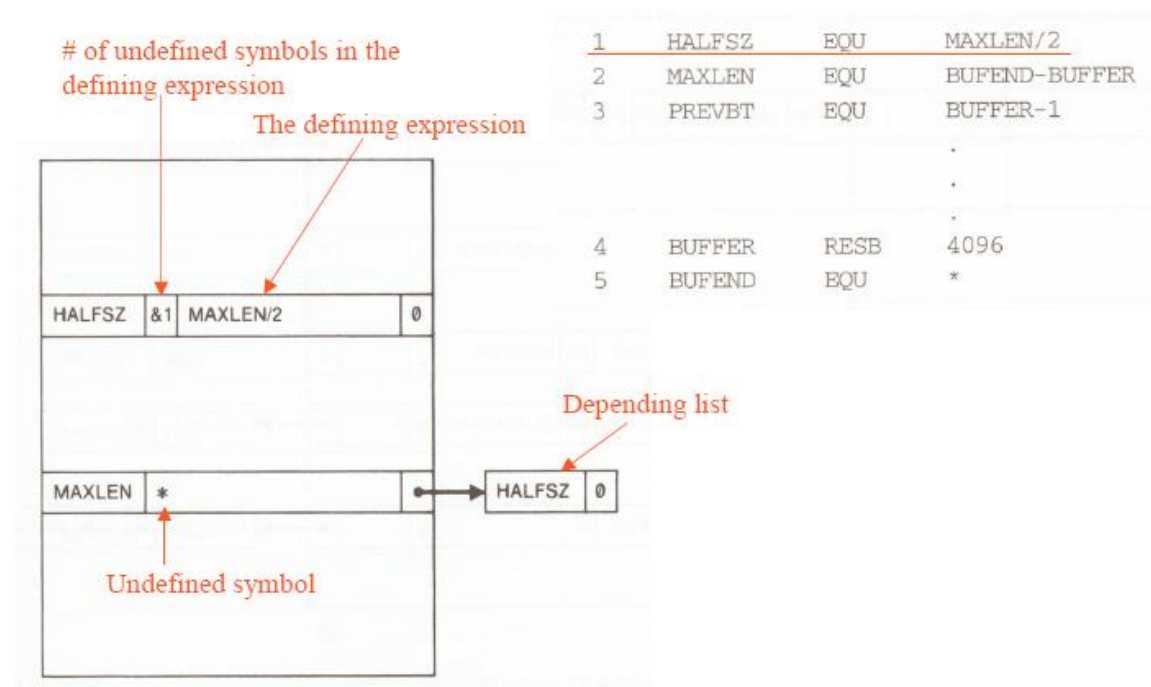 # of undefined symbols in the
defining expression
The defining expression
1 HALFSZ EQU MAXLEN/2
2 MAXLEN EQU BUFEND-BUFFER
3 PREVBT EQU BUFFER-1
.
.
.
4 BUFFER RESB 4096
5 BUFEND EQU *
HALFSZ &1 MAXLEN/2 0
Depending list
MAXLEN * HALFSZ 0
Undefined symbol